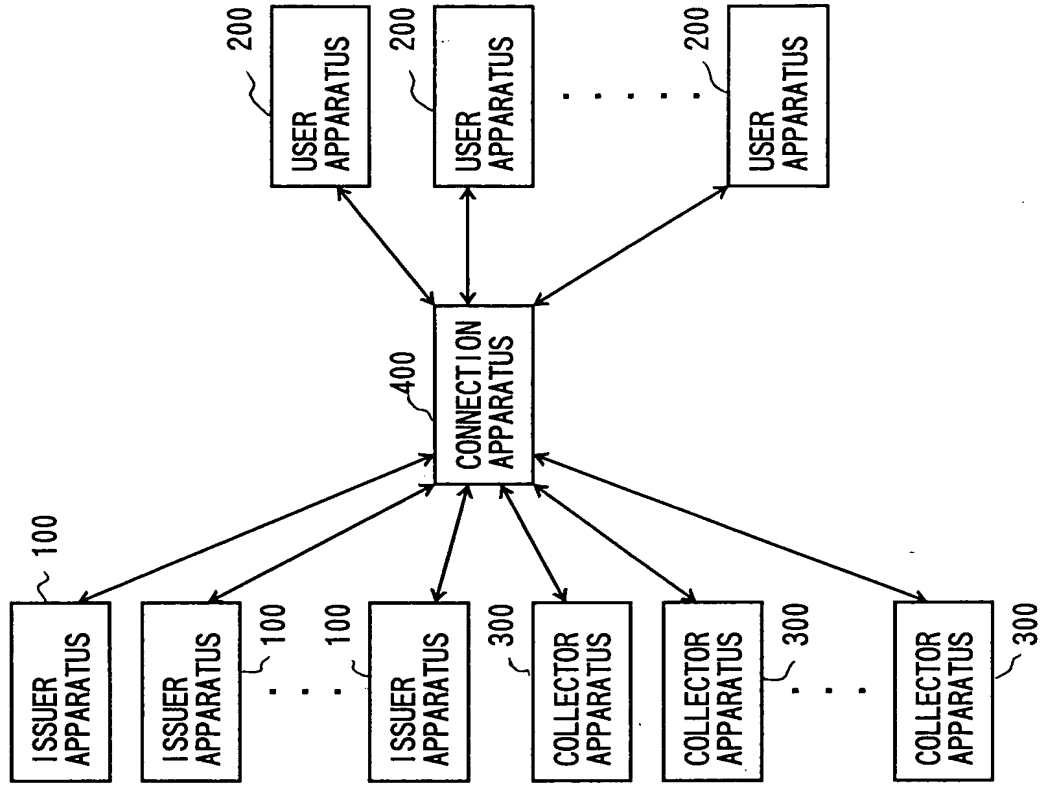 100
ISSUER
APPARATUS
ISSUER
APPARATUS
100
100
ISSUER
APPARATUS
300
COLLECTOR
APPARATUS
COLLECTOR
APPARATUS
300
COLLECTOR
APPARATUS
300
400
CONNECTION
APPARATUS
200
USER
APPARATUS
200
USER
APPARATUS
200
USER
APPARATUS